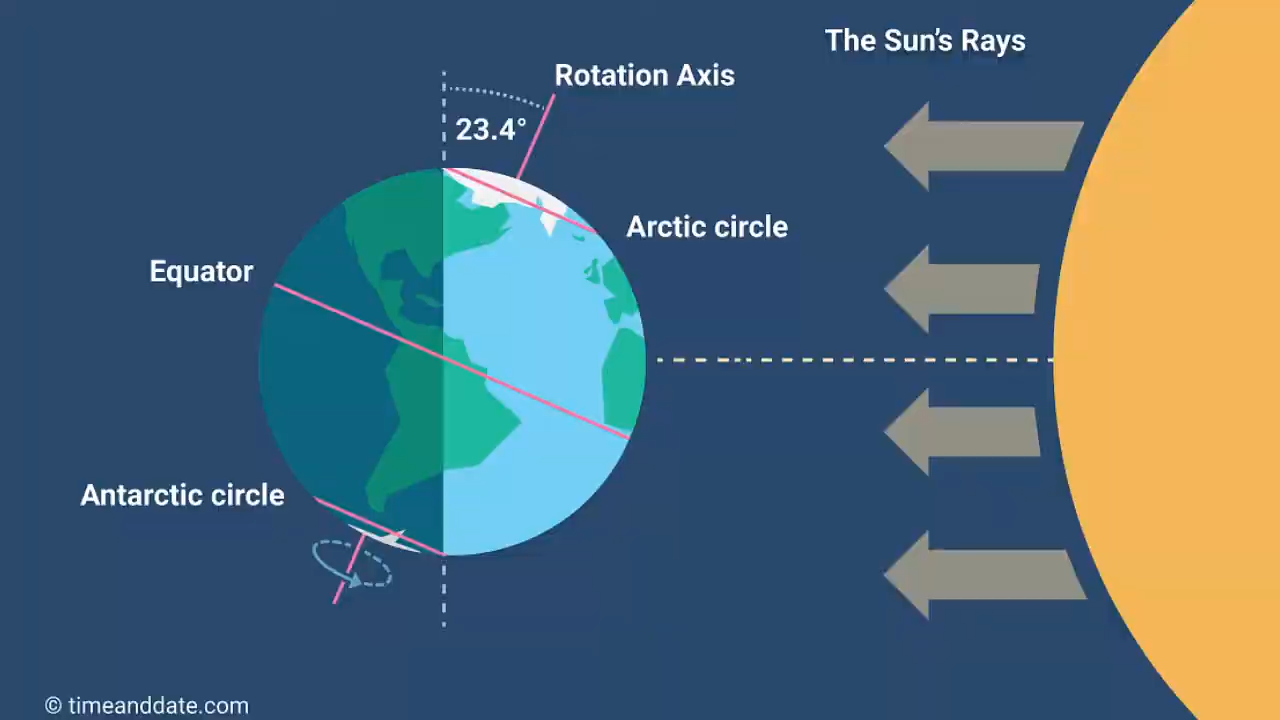 The Sun's Rays
Rotation Axis
23.4°
Arctic circle
Equator
Antarctic circle
© timeanddate.com